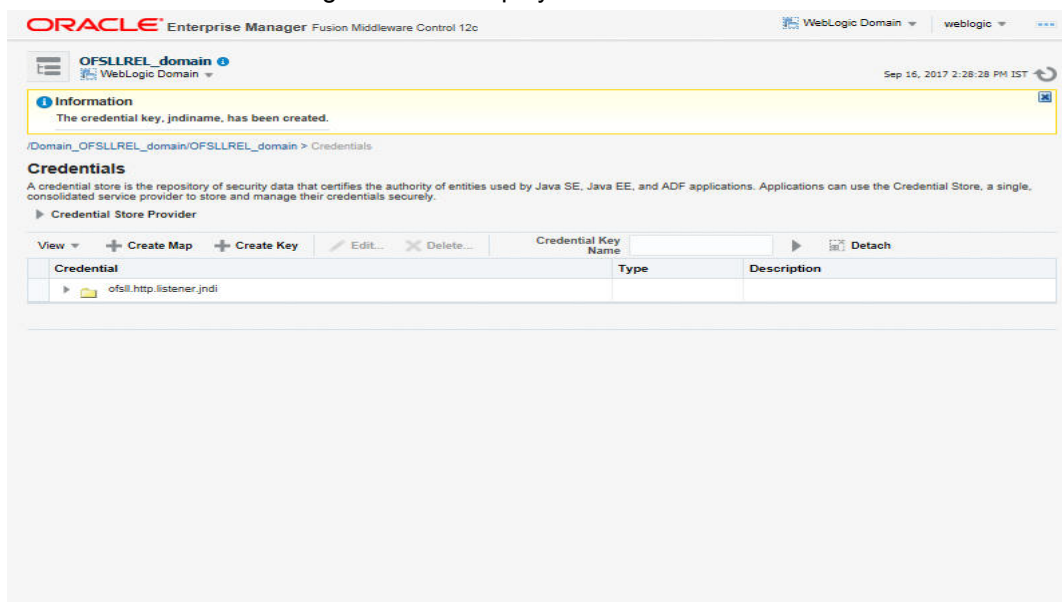 ORACLE Enterprise Manager Fusion Middleware Control 12c
WebLogic Domain
weblogic
OFSLLREL_domain
WebLogic Domain
Sep 16, 2017 2:28:28 PM IST
Information
The credential key, jndiname, has been created.
/Domain_OFSLLREL_domain/OFSLLREL_domain > Credentials
Credentials
A credential store is the repository of security data that certifies the authority of entities used by Java SE, Java EE, and ADF applications. Applications can use the Credential Store, a single,
consolidated service provider to store and manage their credentials securely.
Credential Store Provider
View Create Map Create Key Edit... Delete... Credential Key Name Detach
Credential Type Description
ofsll.http.listener.jndi